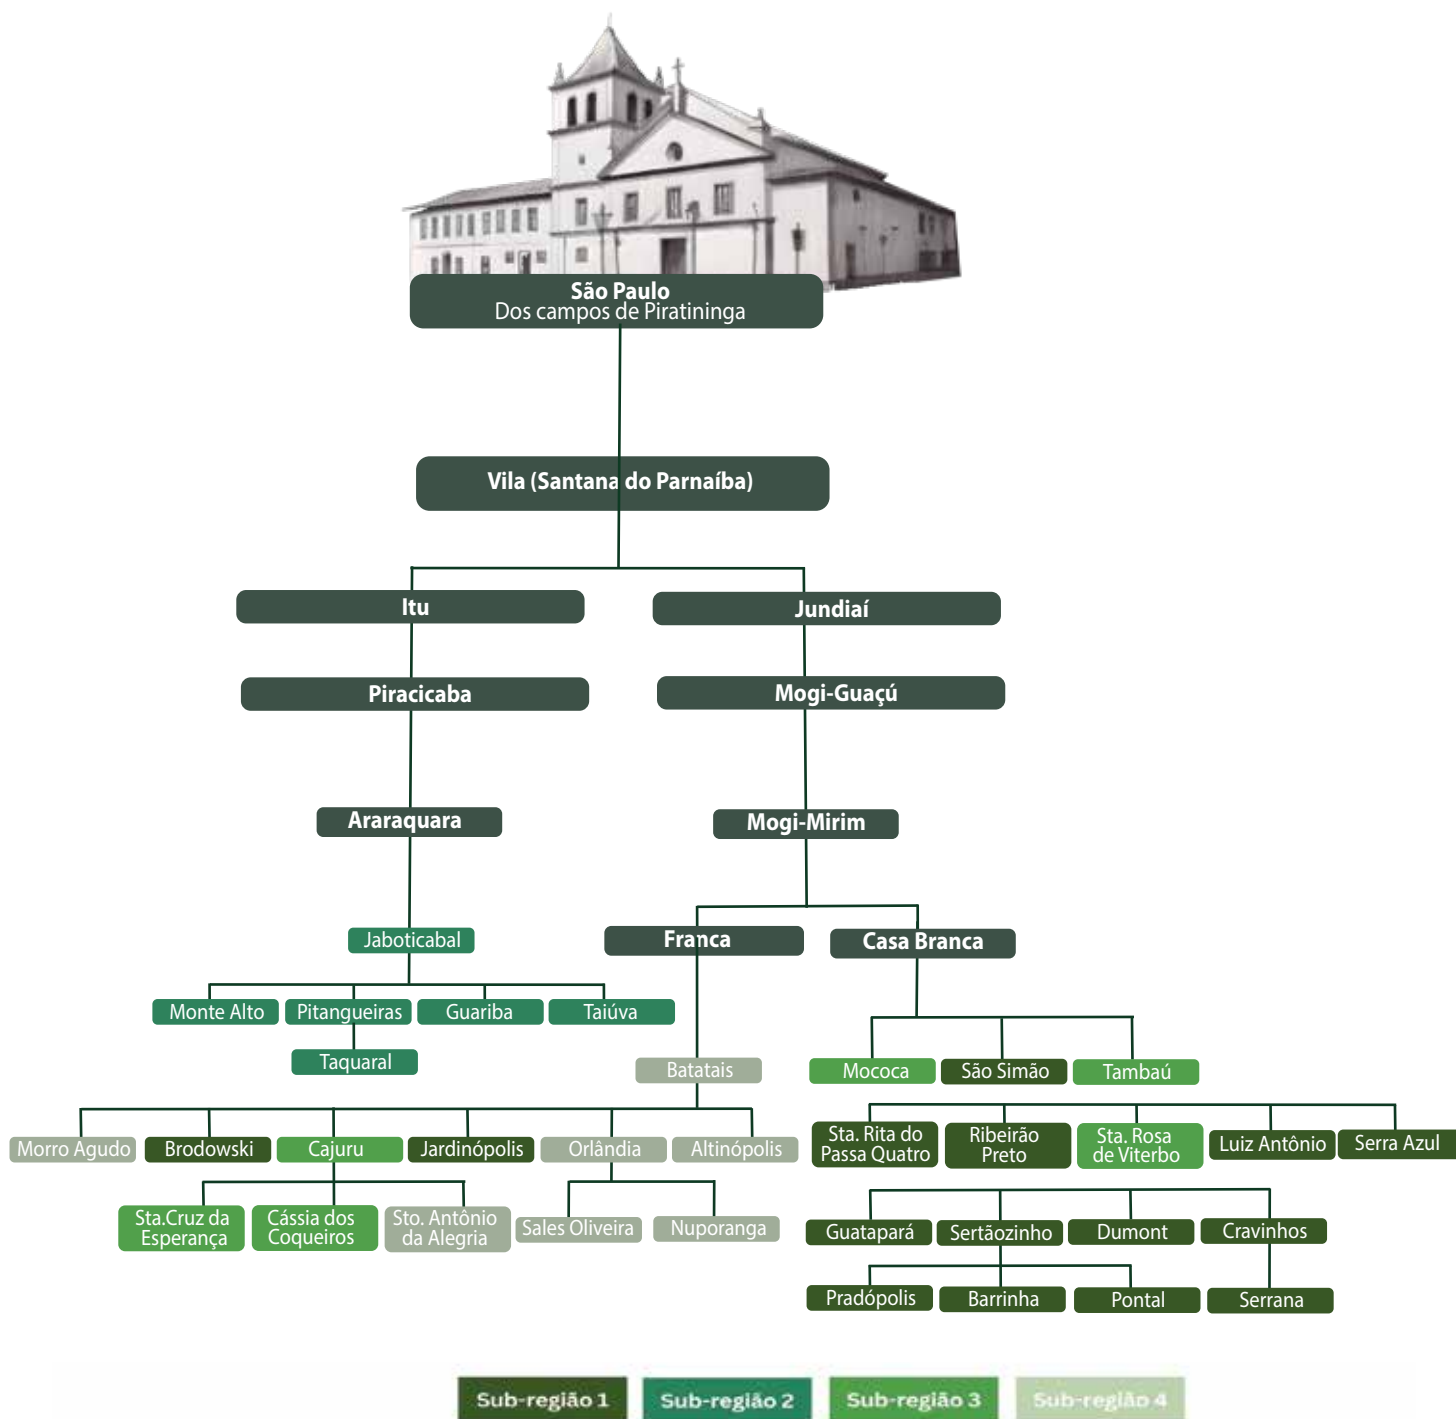 São Paulo
Dos campos de Piratininga
Vila (Santana do Parnaíba)
Itu
Jundiaí
Piracicaba
Mogi-Guaçú
Araraquara
Mogi-Mirim
Jaboticabal
Franca
Casa Branca
Monte Alto
Pitangueiras
Guariba
Taiúva
Taquaral
Batatais
Mococa
São Simão
Tambaú
Morro Agudo
Brodowski
Cajuru
Jardinópolis
Orlândia
Altinópolis
Sta. Rita do
Passa Quatro
Ribeirão
Preto
Sta. Rosa
de Viterbo
Luiz Antônio
Serra Azul
Sta.Cruz da
Esperança
Cássia dos
Coqueiros
Sto. Antônio
da Alegria
Sales Oliveira
Nuporanga
Guatapará
Sertãozinho
Dumont
Cravinhos
Pradópolis
Barrinha
Pontal
Serrana
Sub-região 1
Sub-região 2
Sub-região 3
Sub-região 4